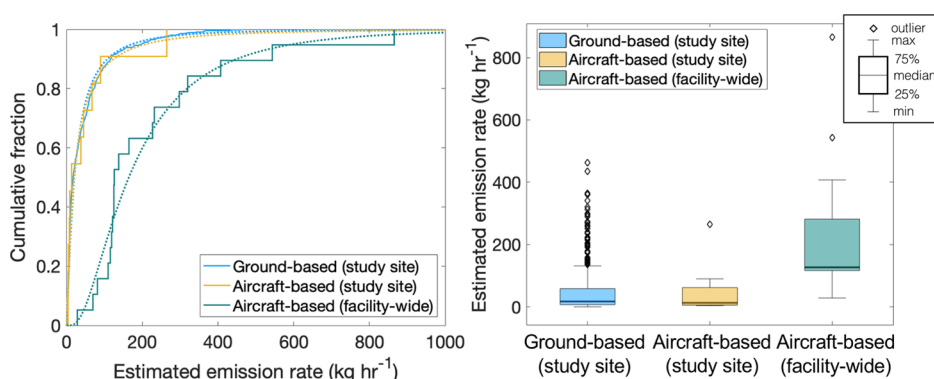 1
0.8
0.6
0.4
0.2
0
Cumulative fraction
Ground-based (study site)
Aircraft-based (study site)
Aircraft-based (facility-wide)
0 200 400 600 800 1000
Estimated emission rate (kg hr⁻¹)
800
600
400
200
0
Estimated emission rate (kg hr⁻¹)
Ground-based (study site)
Aircraft-based (study site)
Aircraft-based (facility-wide)
outlier
max
75%
median
25%
min
Ground-based Aircraft-based Aircraft-based
(study site) (study site) (facility-wide)